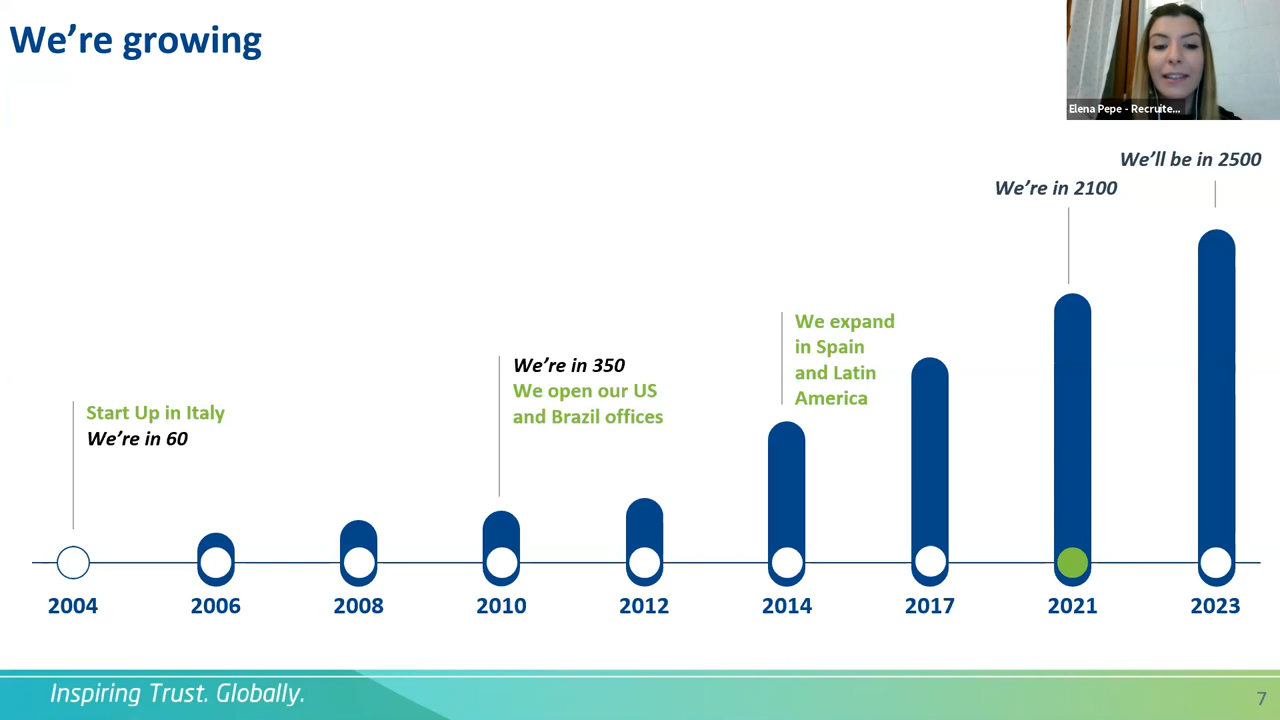 We're growing
Elena Pepe - Recruite...
We'll be in 2500
We're in 2100
We expand
in Spain
and Latin
America
We're in 350
We open our US
and Brazil offices
Start Up in Italy
We're in 60
2004
2006
2008
2010
2012
2014
2017
2021
2023
Inspiring Trust. Globally.
7